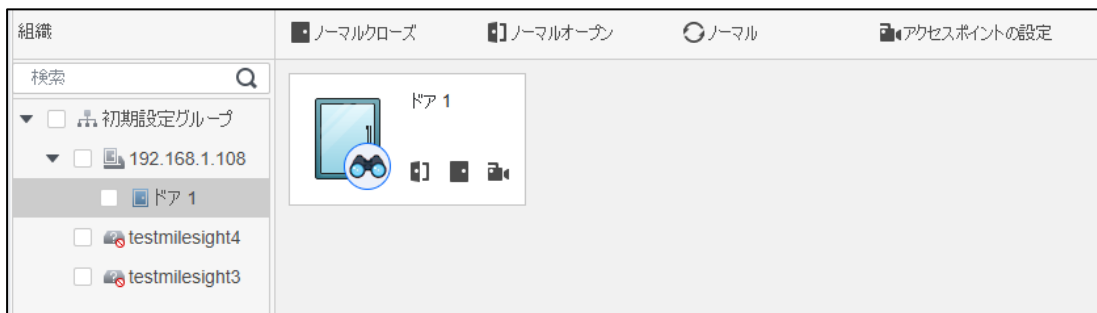 組織
ノーマルクローズ ノーマルオープン ノーマル アクセスポイントの設定
検索
初期設定グループ
192.168.1.108
ドア 1
testmilesight4
testmilesight3
ドア 1